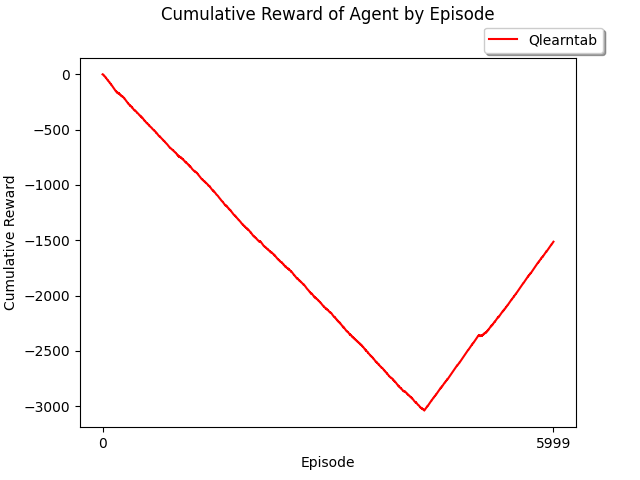 Cumulative Reward of Agent by Episode
Qlearntab
0
−500
−1000
−1500
−2000
−2500
−3000
Cumulative Reward
0
5999
Episode